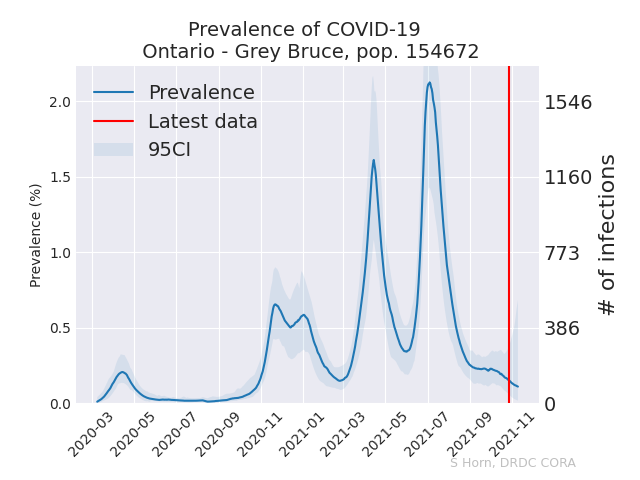 Prevalence of COVID-19
Ontario - Grey Bruce, pop. 154672
Prevalence
Latest data
95CI
Prevalence (%)
2.0
1.5
1.0
0.5
0.0
1546
1160
773
386
0
# of infections
2020-03
2020-05
2020-07
2020-09
2020-11
2021-01
2021-03
2021-05
2021-07
2021-09
2021-11
S Horn, DRDC CORA